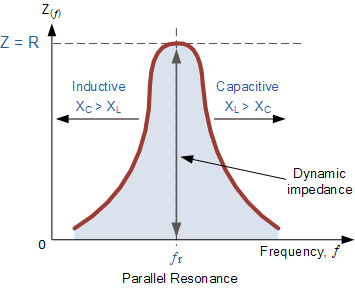 Z(f)
Z = R
Inductive
XC > XL
Capacitive
XL > XC
Dynamic
impedance
0
fr
Frequency, f
Parallel Resonance